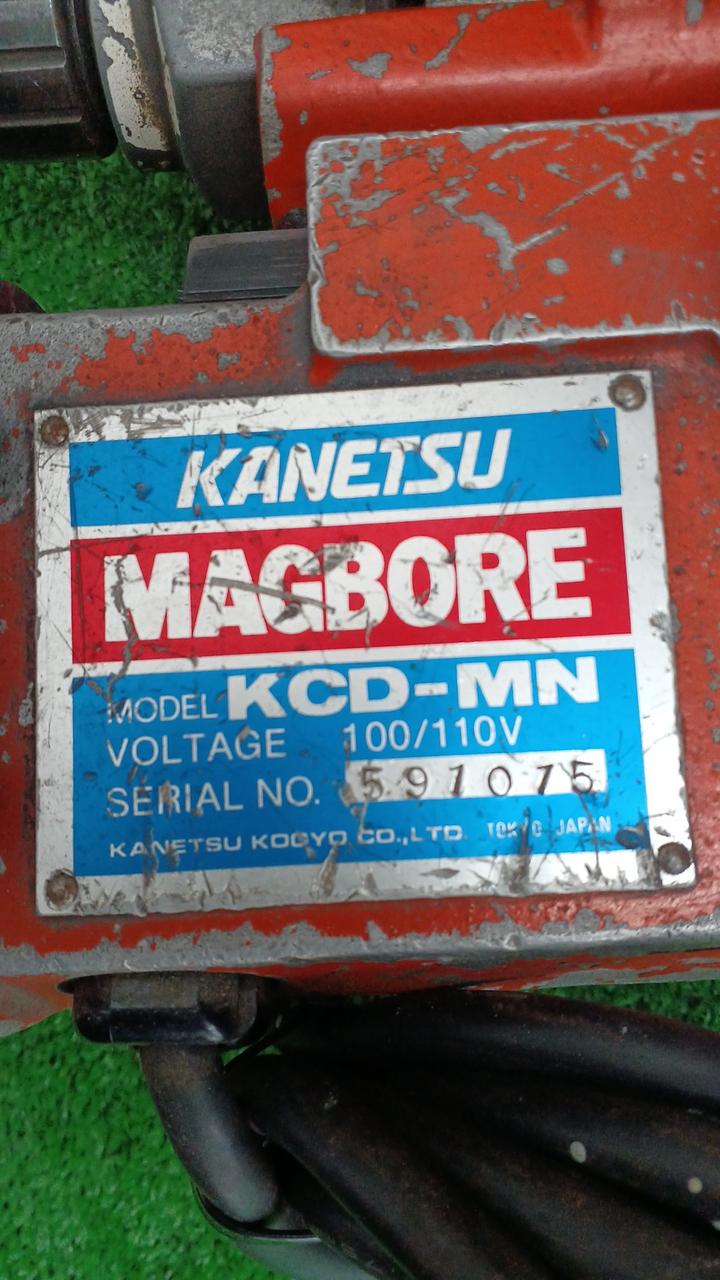 KANETSU
MAGBORE
MODEL KCD-MN
VOLTAGE 100/110V
SERIAL NO. 591075
KANETSU KOGYO CO.,LTD. TOKYO JAPAN